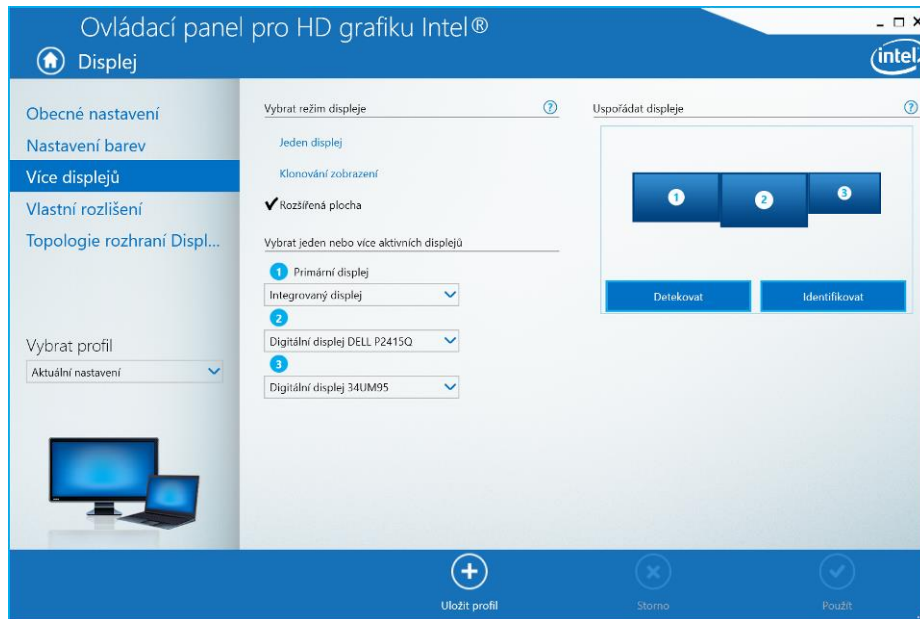 Ovládací panel pro HD grafiku Intel®
Displej
intel
Obecné nastavení
Nastavení barev
Více displejů
Vlastní rozlišení
Topologie rozhraní Displ...
Vybrat profil
Aktuální nastavení
Vybrat režim displeje
?
Jeden displej
Klonování zobrazení
Rozšířená plocha
Vybrat jeden nebo více aktivních displejů
1 Primární displej
Integrovaný displej
2
Digitální displej DELL P2415Q
3
Digitální displej 34UM95
Uspořádat displeje
?
1 2 3
Detekovat Identifikovat
Uložit profil Storno Použít